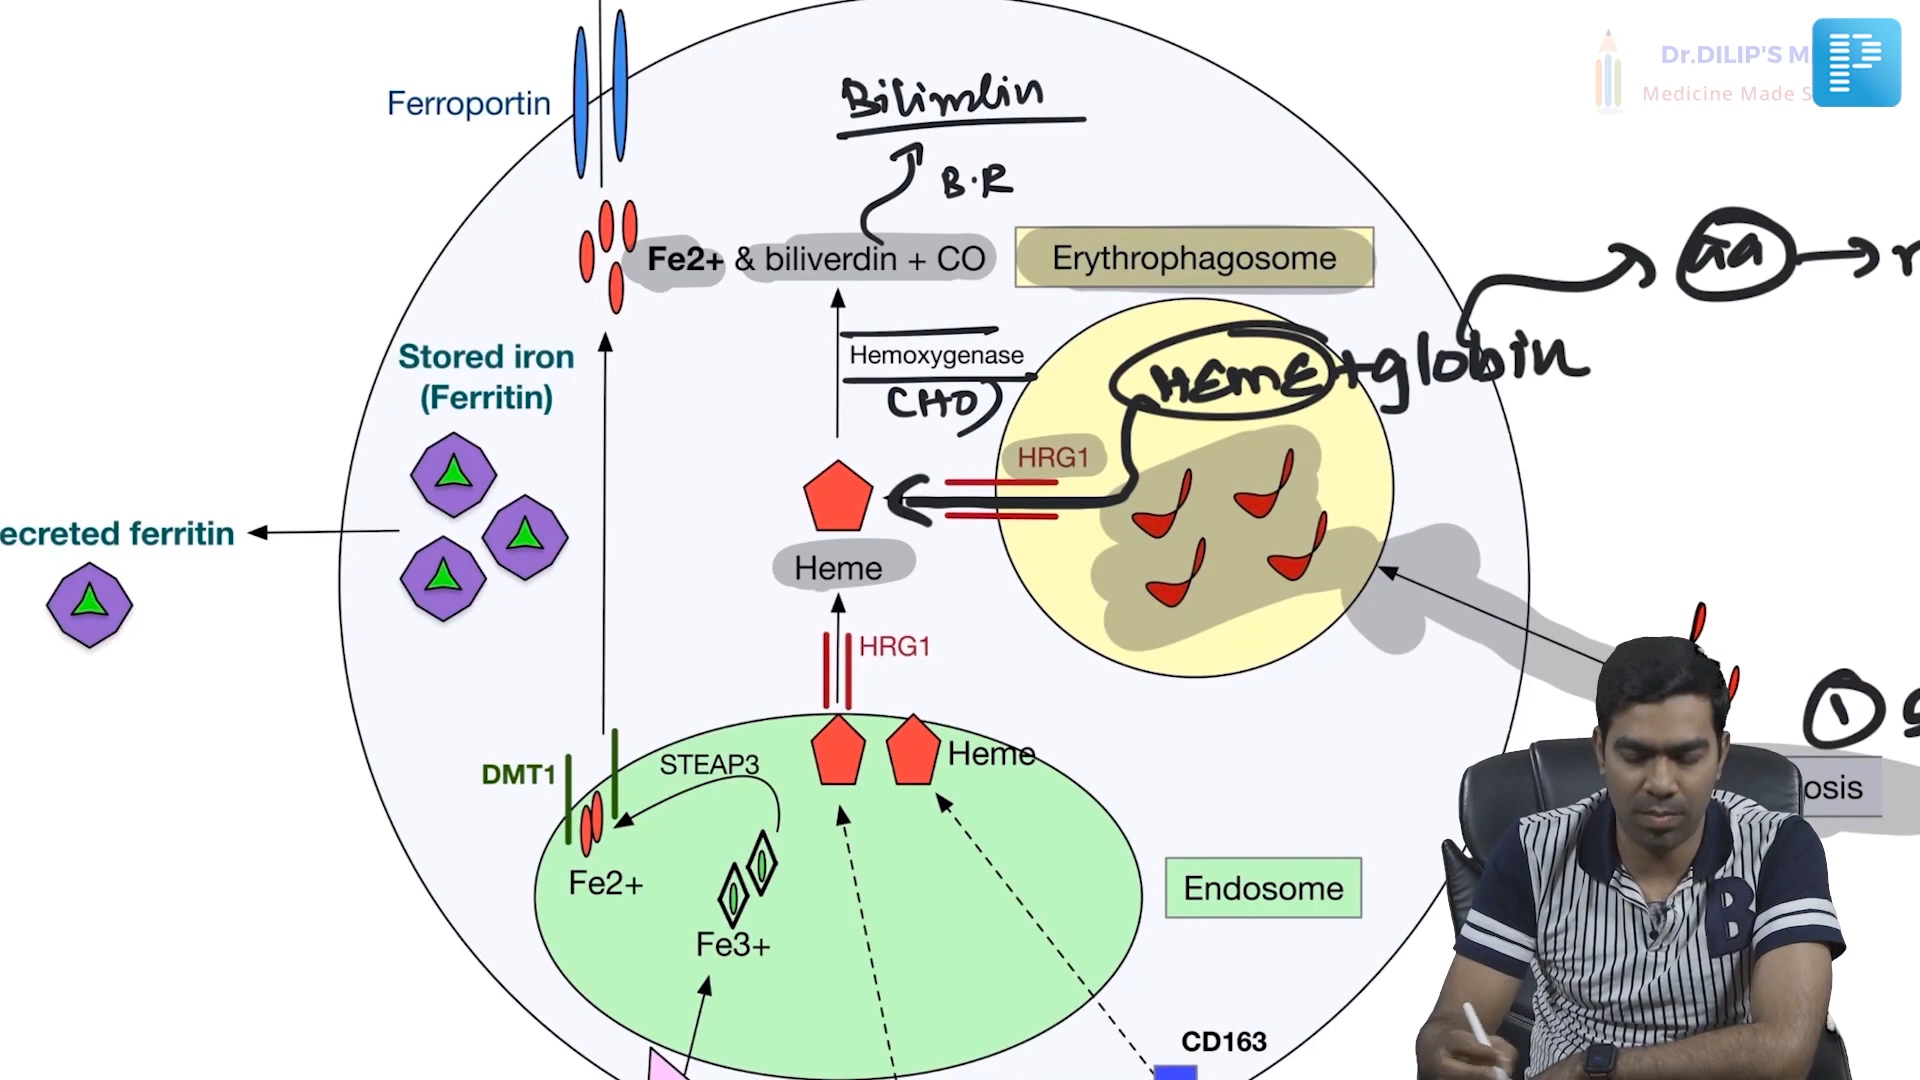 Dr.DILIP'S M
Medicine Made S
Ferroportin
Bilirubin
B.R
Fe2+ & biliverdin + CO
Erythrophagosome
aa
Hemoxygenase
(HO)
HEME+globin
Stored iron
(Ferritin)
HRG1
ecreted ferritin
Heme
HRG1
DMT1
STEAP3
Heme
1
osis
Fe2+
Fe3+
Endosome
CD163
B